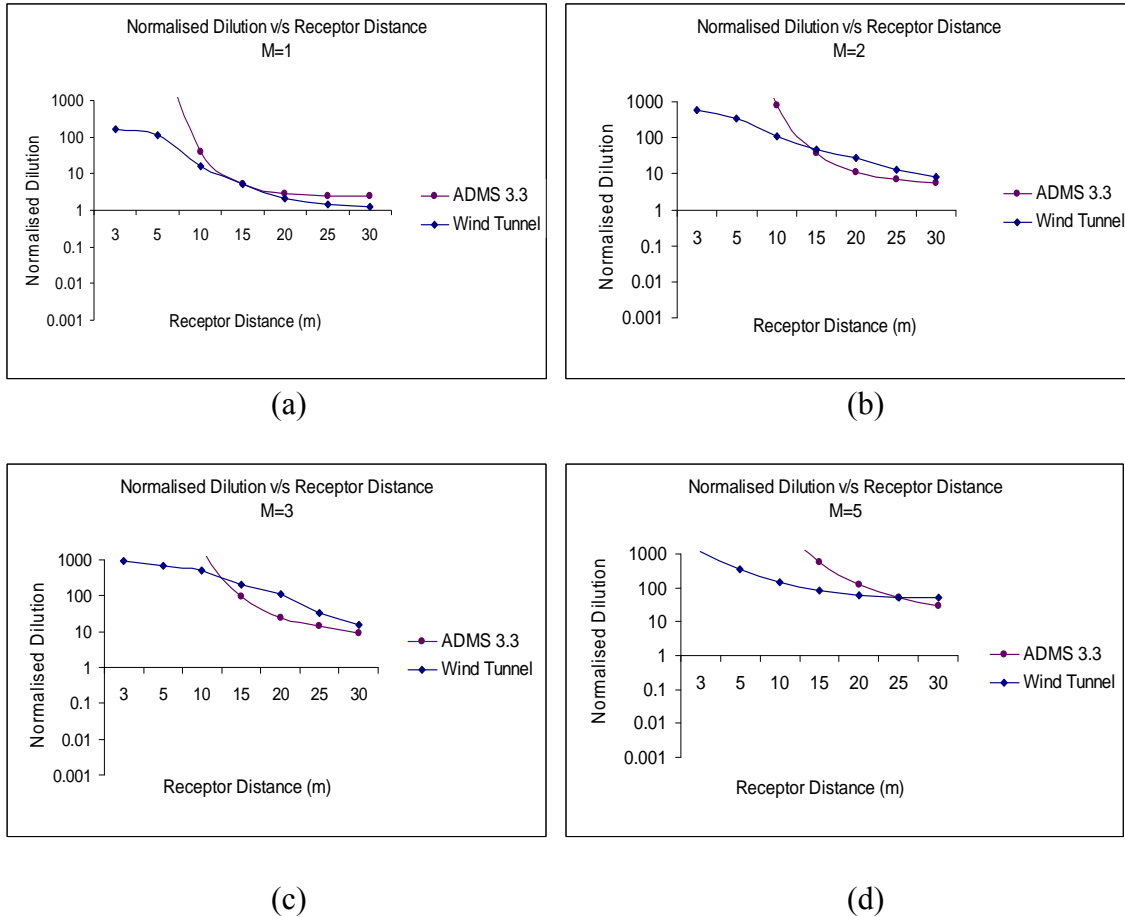 Normalised Dilution v/s Receptor Distance
M=1
1000
100
10
1
0.1
0.01
0.001
3 5 10 15 20 25 30
Normalised Dilution
Receptor Distance (m)
ADMS 3.3
Wind Tunnel
(a)
Normalised Dilution v/s Receptor Distance
M=2
1000
100
10
1
0.1
0.01
0.001
3 5 10 15 20 25 30
Normalised Dilution
Receptor Distance (m)
ADMS 3.3
Wind Tunnel
(b)
Normalised Dilution v/s Receptor Distance
M=3
1000
100
10
1
0.1
0.01
0.001
3 5 10 15 20 25 30
Normalised Dilution
Receptor Distance (m)
ADMS 3.3
Wind Tunnel
(c)
Normalised Dilution v/s Receptor Distance
M=5
1000
100
10
1
0.1
0.01
0.001
3 5 10 15 20 25 30
Normalised Dilution
Receptor Distance (m)
ADMS 3.3
Wind Tunnel
(d)